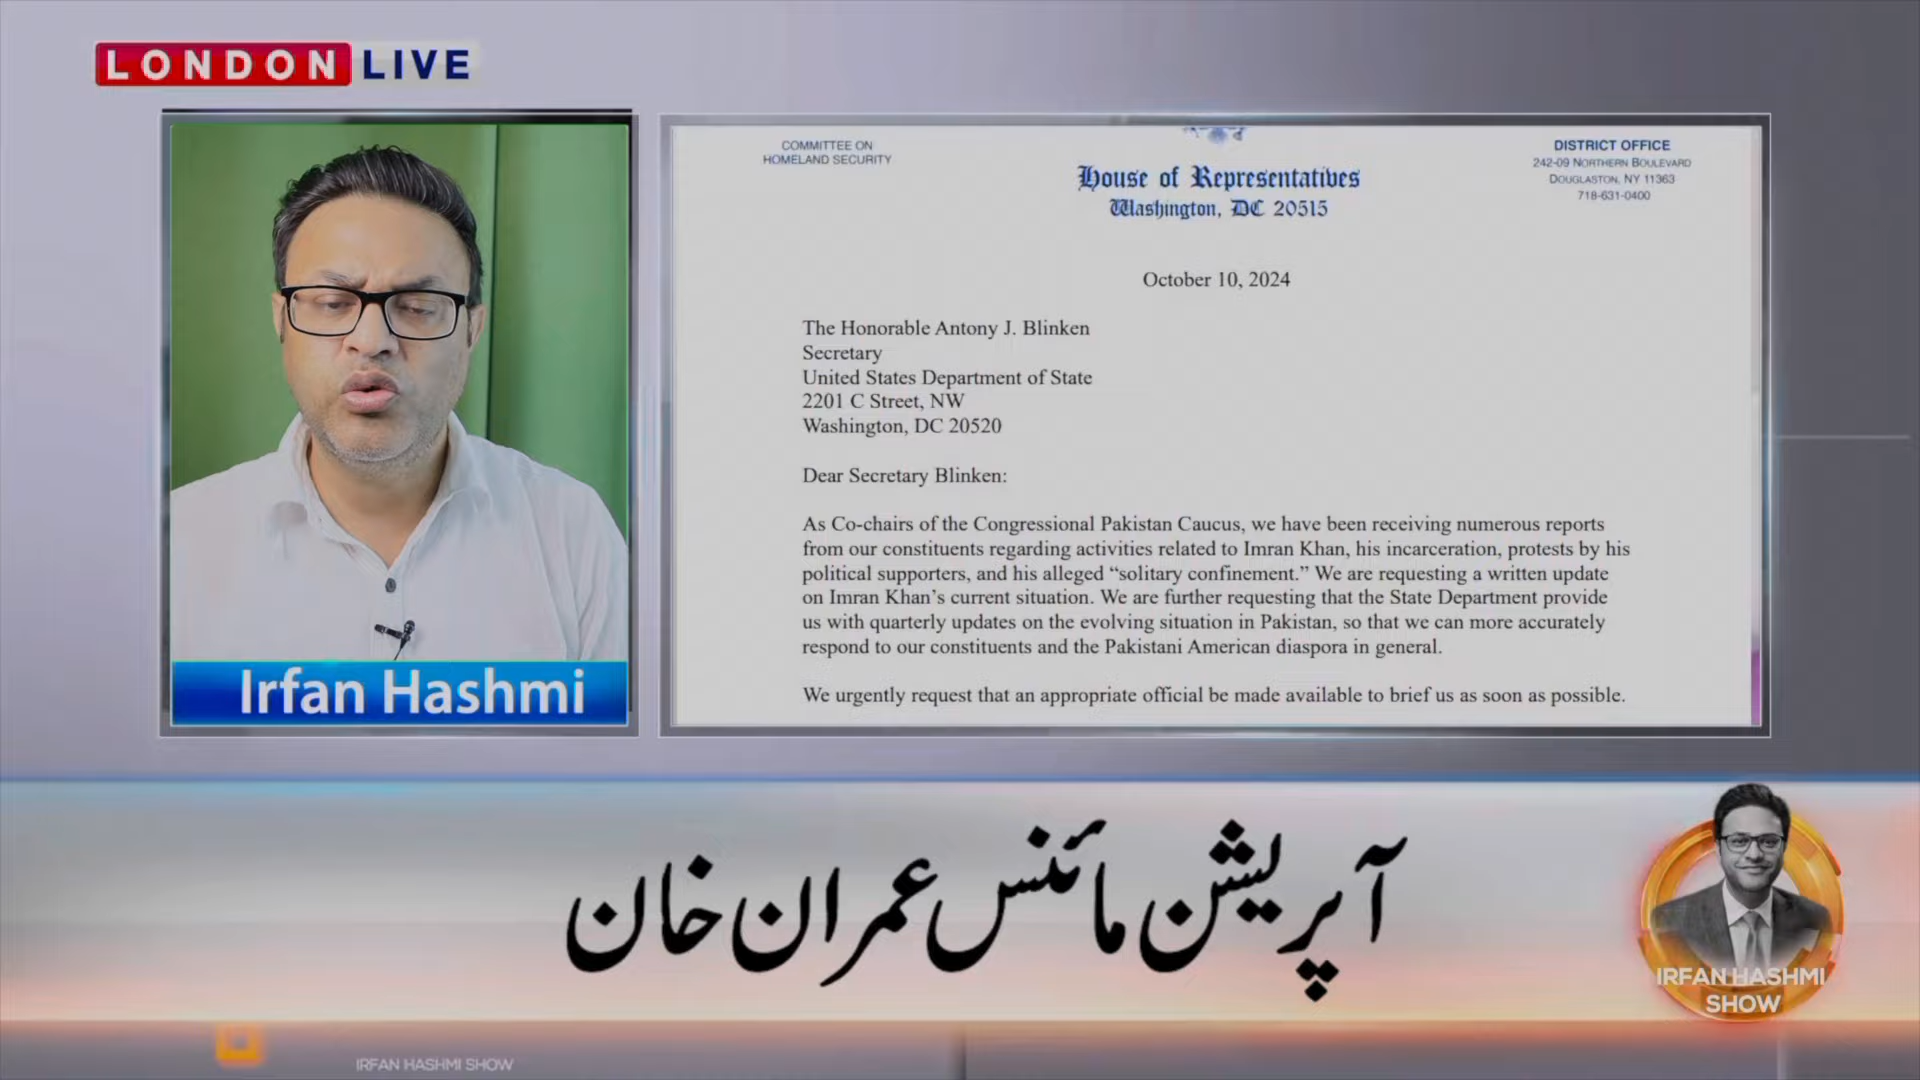 LONDON LIVE
Irfan Hashmi
COMMITTEE ON
HOMELAND SECURITY
House of Representatives
Washington, DC 20515
DISTRICT OFFICE
242-09 NORTHERN BOULEVARD
DOUGLASTON, NY 11363
718-631-0400
October 10, 2024
The Honorable Antony J. Blinken
Secretary
United States Department of State
2201 C Street, NW
Washington, DC 20520
Dear Secretary Blinken:
As Co-chairs of the Congressional Pakistan Caucus, we have been receiving numerous reports
from our constituents regarding activities related to Imran Khan, his incarceration, protests by his
political supporters, and his alleged “solitary confinement.” We are requesting a written update
on Imran Khan’s current situation. We are further requesting that the State Department provide
us with quarterly updates on the evolving situation in Pakistan, so that we can more accurately
respond to our constituents and the Pakistani American diaspora in general.
We urgently request that an appropriate official be made available to brief us as soon as possible.
آپریشن مائنس عمران خان
IRFAN HASHMI
SHOW
IRFAN HASHMI SHOW